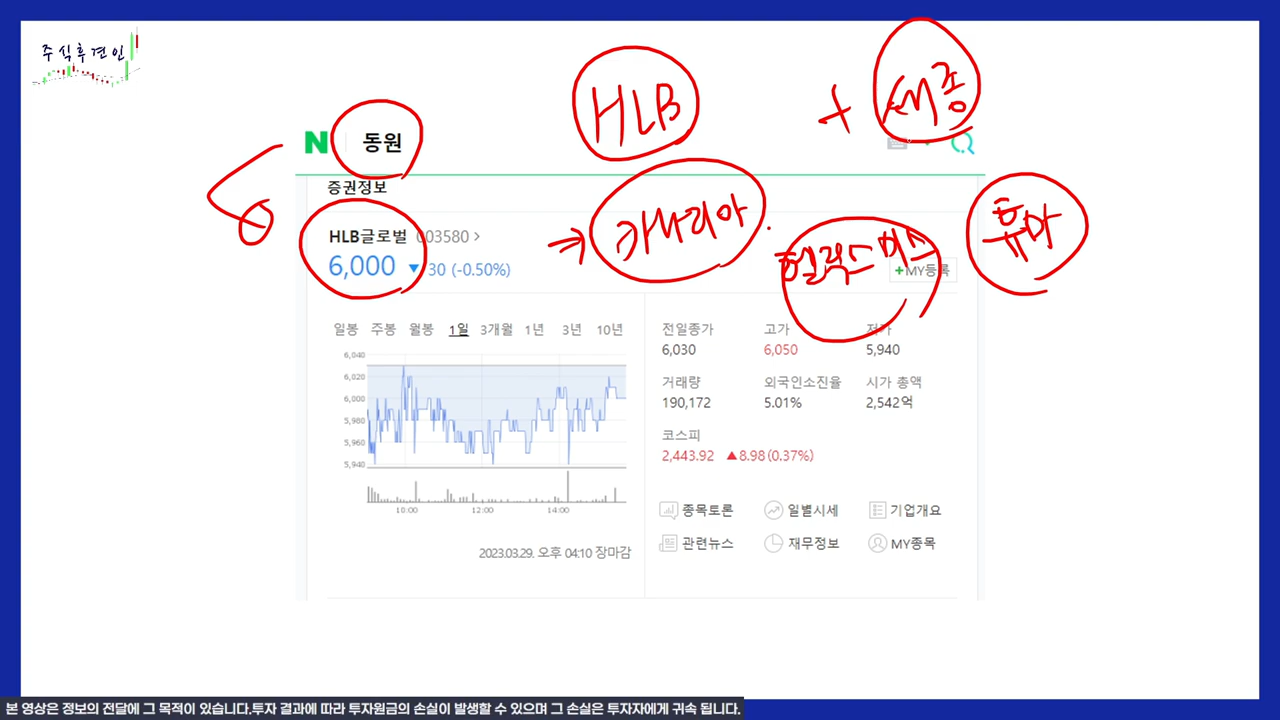 주식후견인
HLB
+ 세종
N 동원
증권정보
카나리아
휴마
HLB글로벌 003580 >
헬릭스미스
6,000 ▼ 30 (-0.50%)
+MY등록
일봉 주봉 월봉 1일 3개월 1년 3년 10년
전일종가 고가 저가
6,030 6,050 5,940
거래량 외국인소진율 시가 총액
190,172 5.01% 2,542억
코스피
2,443.92 ▲8.98 (0.37%)
6,040
6,020
6,000
5,980
5,960
5,940
10:00 12:00 14:00
종목토론 일별시세 기업개요
관련뉴스 재무정보 MY종목
2023.03.29. 오후 04:10 장마감
본 영상은 정보의 전달에 그 목적이 있습니다.투자 결과에 따라 투자원금의 손실이 발생할 수 있으며 그 손실은 투자자에게 귀속 됩니다.